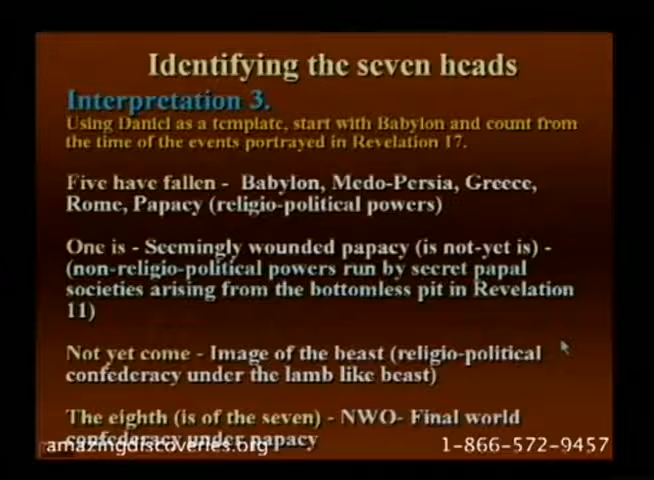 Identifying the seven heads
Interpretation 3.
Using Daniel as a template, start with Babylon and count from
the time of the events portrayed in Revelation 17.
Five have fallen - Babylon, Medo-Persia, Greece,
Rome, Papacy (religio-political powers)
One is - Seemingly wounded papacy (is not-yet is) -
(non-religio-political powers run by secret papal
societies arising from the bottomless pit in Revelation
11)
Not yet come - Image of the beast (religio-political
confederacy under the lamb like beast)
The eighth (is of the seven) - NWO- Final world
confederacy under papacy
amazingdiscoveries.org
1-866-572-9457